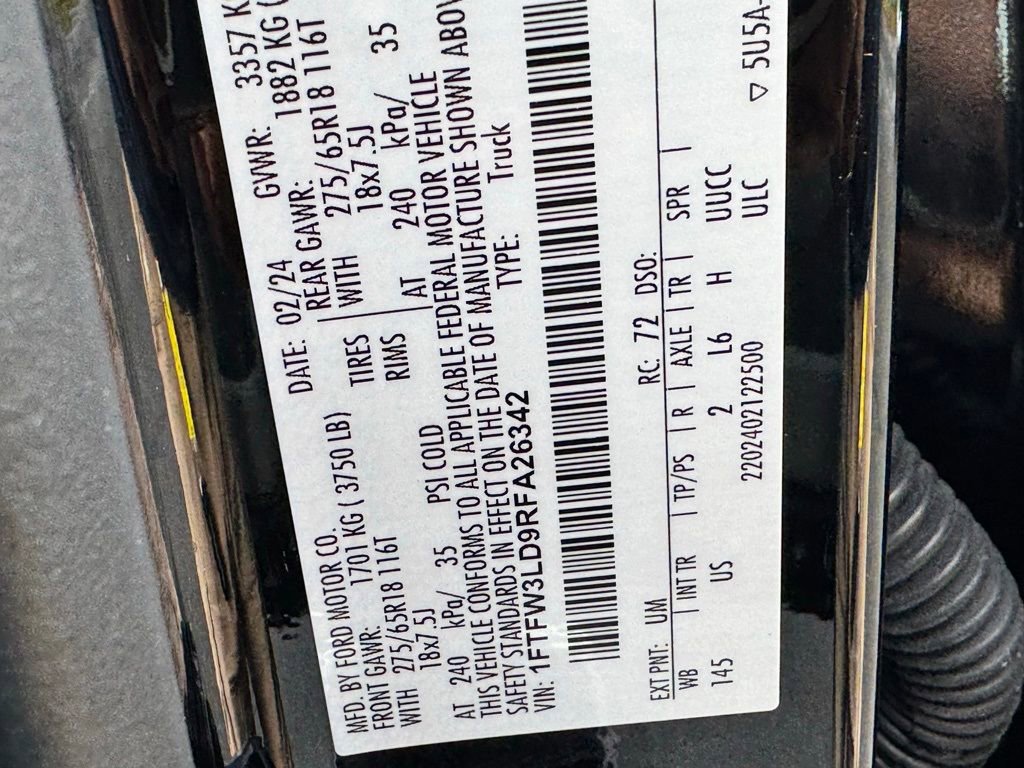 MFD. BY FORD MOTOR CO. DATE: 02/24 GVWR: 3357 K
FRONT GAWR: REAR GAWR:
1701 KG ( 3750 LB) 1882 KG (
WITH 275/65R18 116T TIRES WITH 275/65R18 116T
18x7.5J RIMS 18x7.5J
AT 240 kPa/ 35 PSI COLD AT 240 kPa/ 35
THIS VEHICLE CONFORMS TO ALL APPLICABLE FEDERAL MOTOR VEHICLE
SAFETY STANDARDS IN EFFECT ON THE DATE OF MANUFACTURE SHOWN ABOV
VIN: 1FTFW3LD9RFA26342 TYPE: Truck
EXT PNT: UM RC: 72 DSO:
WB | INT TR | TP/PS | R | AXLE | TR | SPR |
145 US 2 L6 H UUCC
2202402122500 ULC
▽ 5U5A-